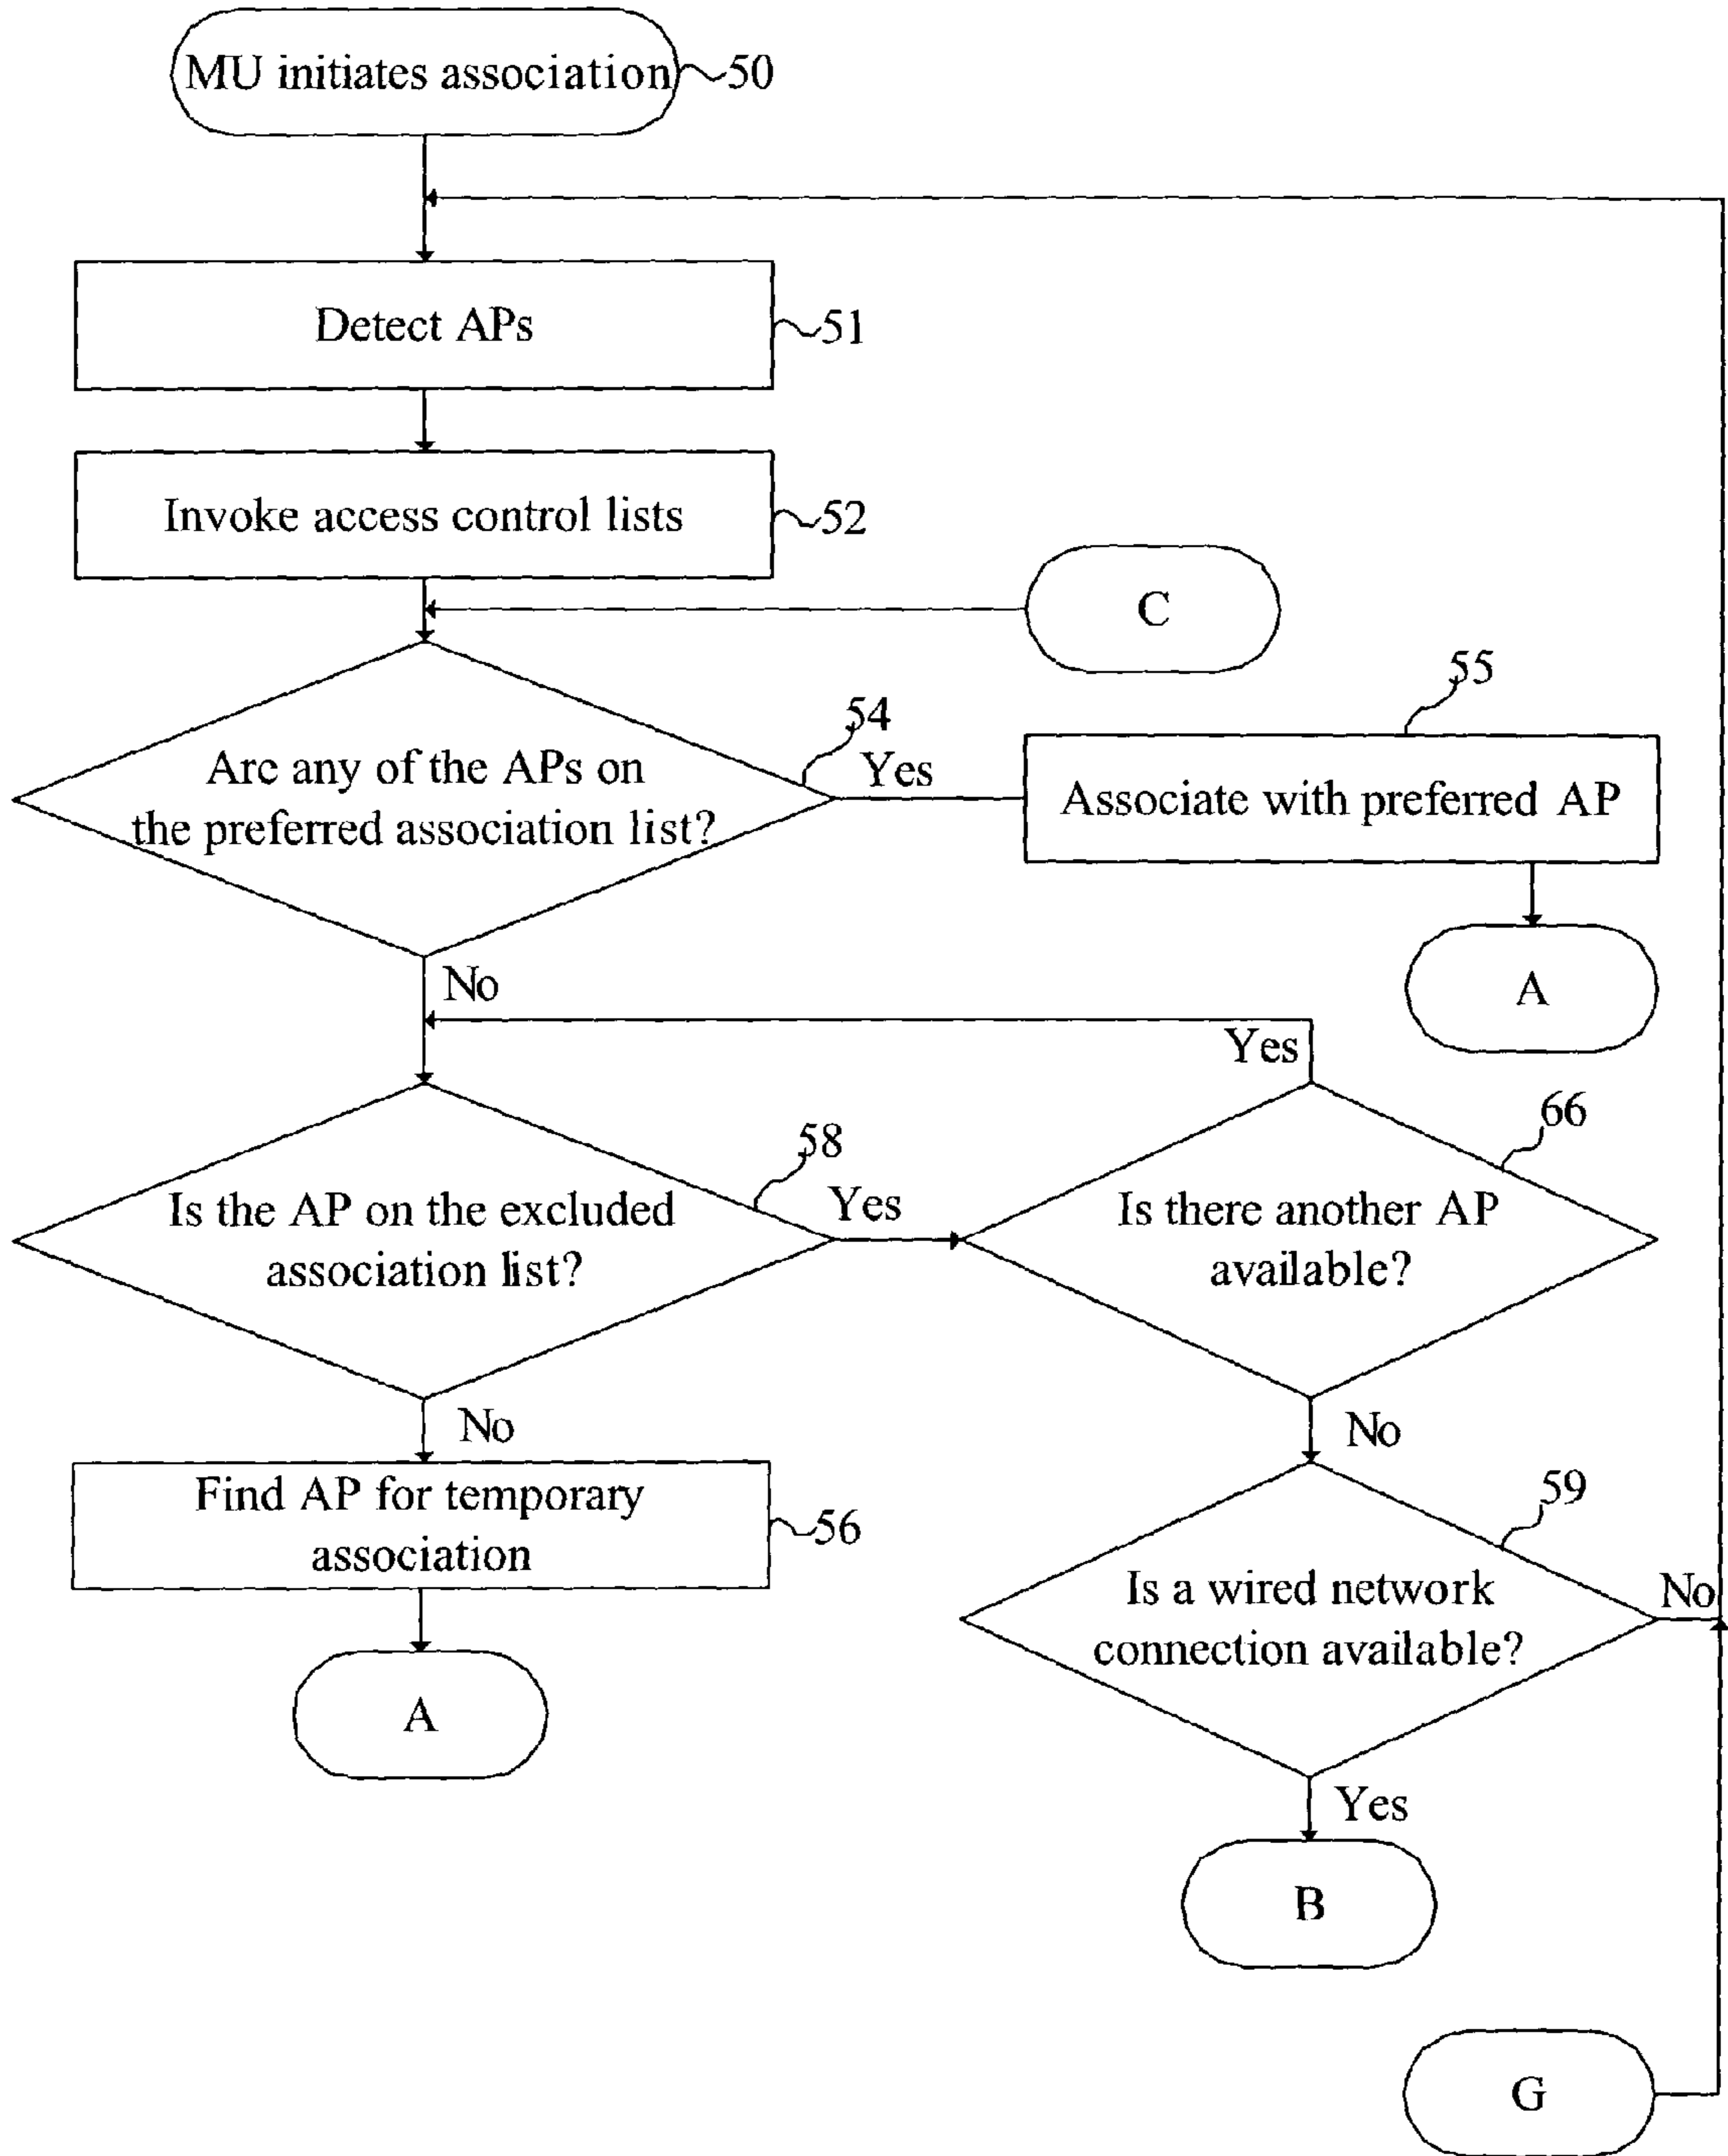 MU initiates association
50
Detect APs
51
Invoke access control lists
52
C
55
54
Are any of the APs on
the preferred association list?
Yes
Associate with preferred AP
A
No
Yes
66
58
Is the AP on the excluded
association list?
Yes
Is there another AP
available?
No
No
Find AP for temporary
association
56
59
Is a wired network
connection available?
No
A
Yes
B
G